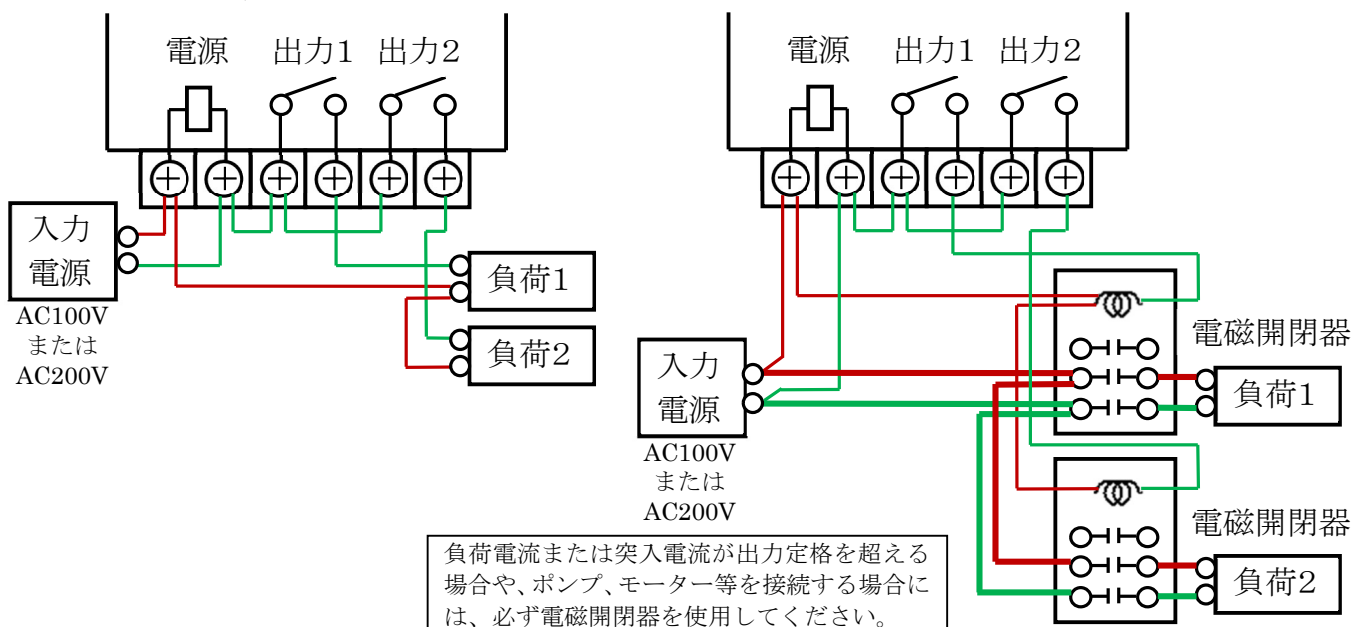 電源 出力1 出力2
入力
電源
AC100V
または
AC200V
負荷1
負荷2
電源 出力1 出力2
入力
電源
AC100V
または
AC200V
電磁開閉器
負荷1
電磁開閉器
負荷2
負荷電流または突入電流が出力定格を超える
場合や、ポンプ、モーター等を接続する場合に
は、必ず電磁開閉器を使用してください。